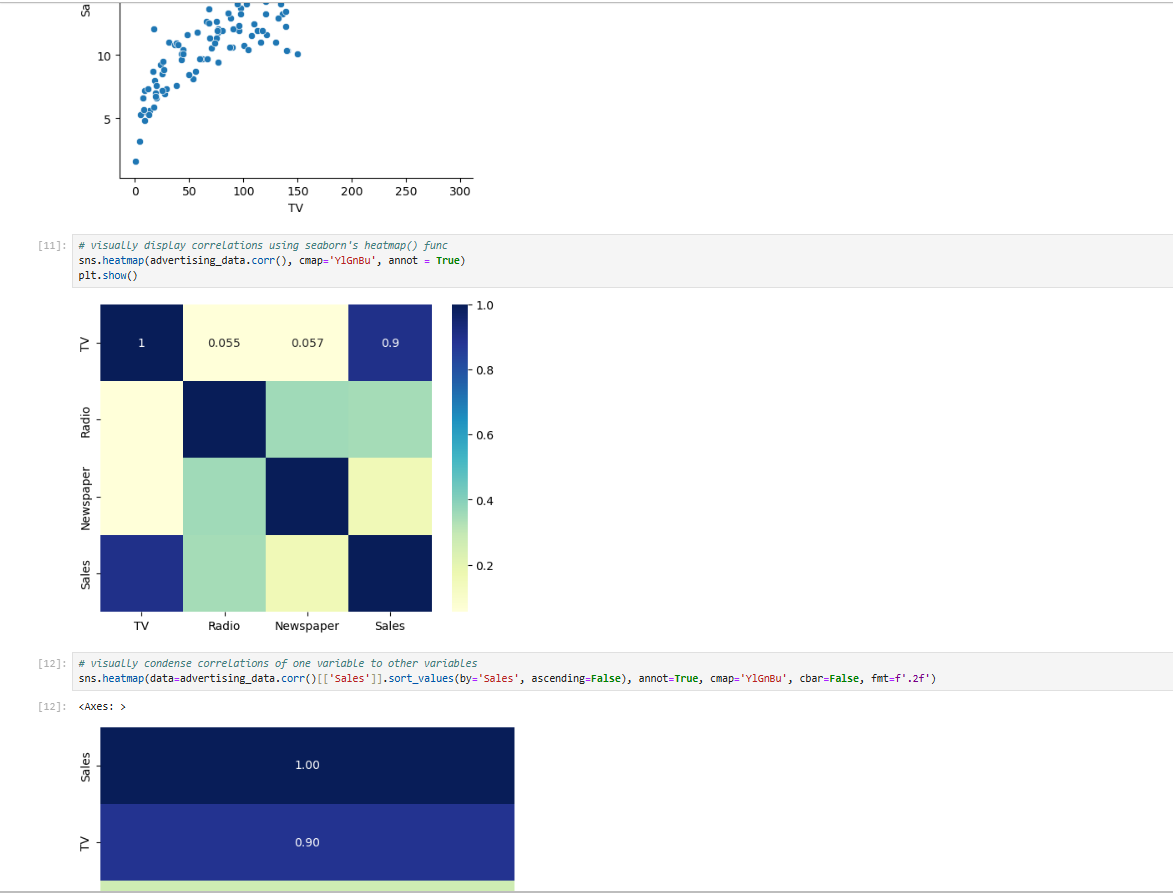 Sa
10
5
0 50 100 150 200 250 300
TV
[11]: # visually display correlations using seaborn's heatmap() func
sns.heatmap(advertising_data.corr(), cmap='YlGnBu', annot = True)
plt.show()
1.0
TV 1 0.055 0.057 0.9
0.8
Radio
0.6
Newspaper
0.4
Sales
0.2
TV Radio Newspaper Sales
[12]: # visually condense correlations of one variable to other variables
sns.heatmap(data=advertising_data.corr()[['Sales']].sort_values(by='Sales', ascending=False), annot=True, cmap='YlGnBu', cbar=False, fmt=f'.2f')
[12]: <Axes: >
Sales 1.00
TV 0.90